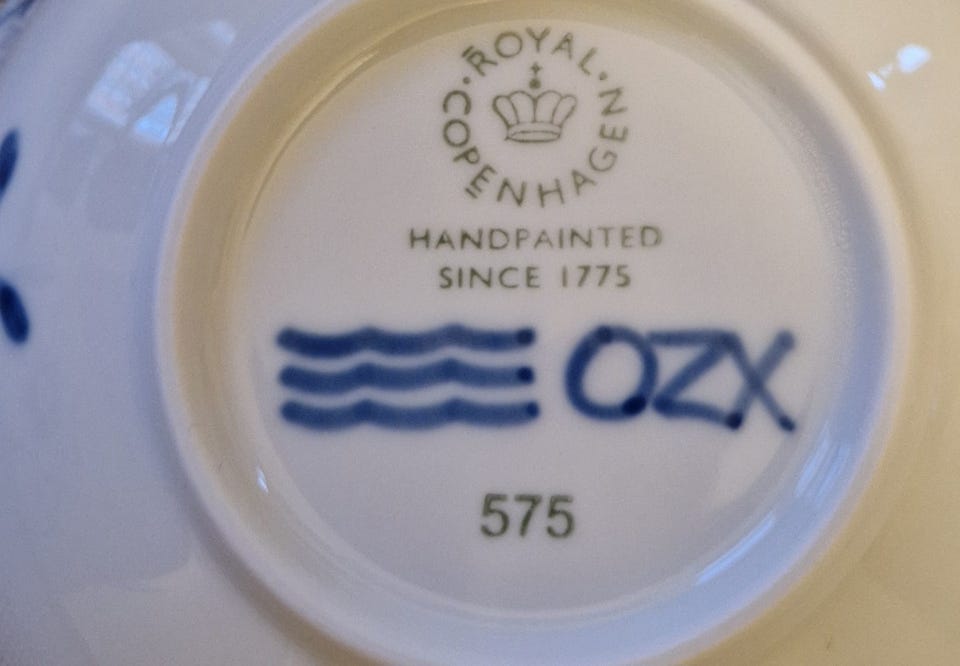 ROYAL · COPENHAGEN ·
HANDPAINTED
SINCE 1775
OZX
575